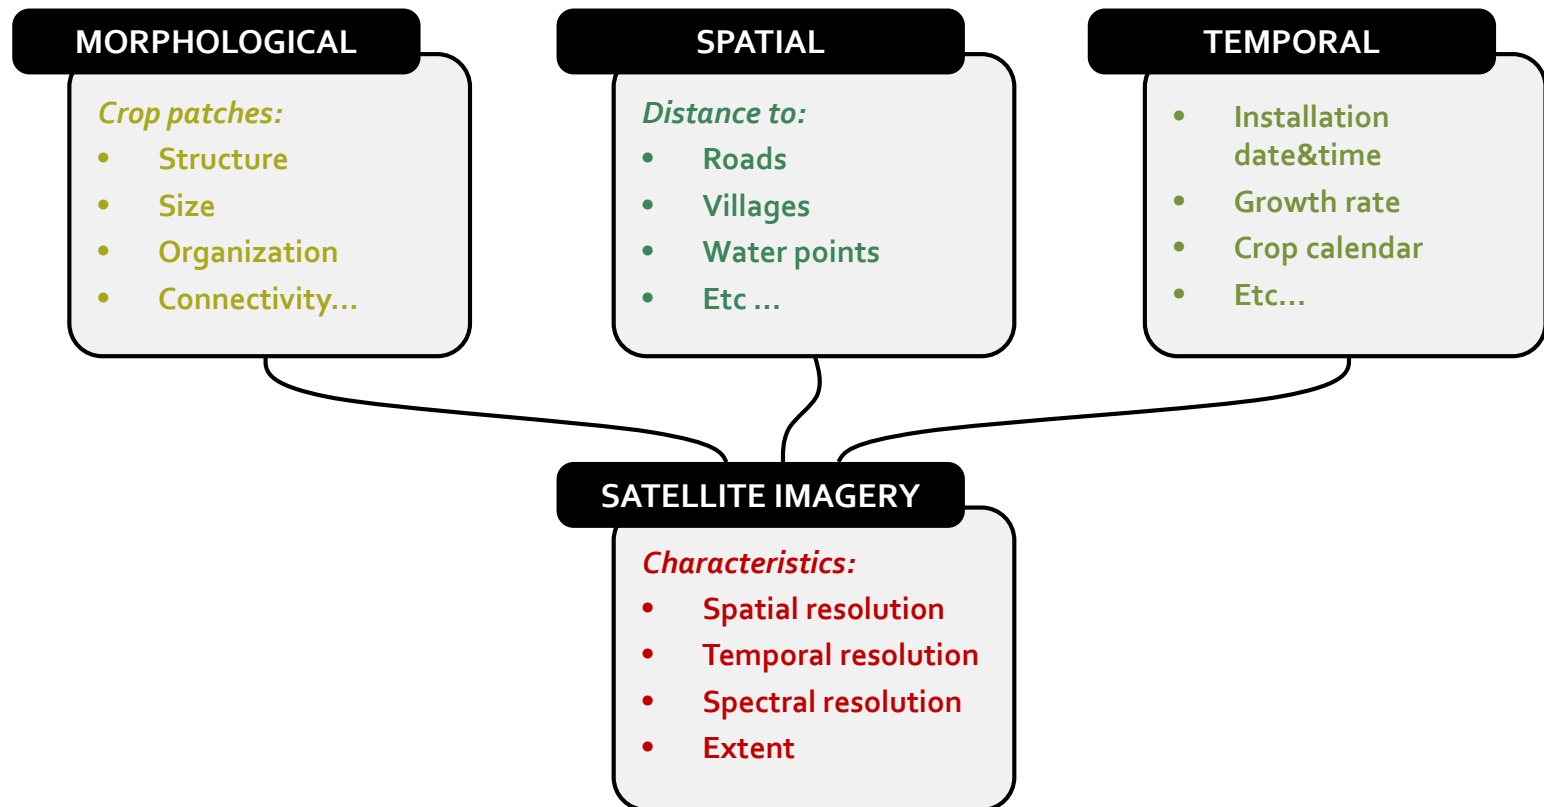 MORPHOLOGICAL
Crop patches:
• Structure
• Size
• Organization
• Connectivity...
SPATIAL
Distance to:
• Roads
• Villages
• Water points
• Etc ...
TEMPORAL
• Installation
date&time
• Growth rate
• Crop calendar
• Etc...
SATELLITE IMAGERY
Characteristics:
• Spatial resolution
• Temporal resolution
• Spectral resolution
• Extent